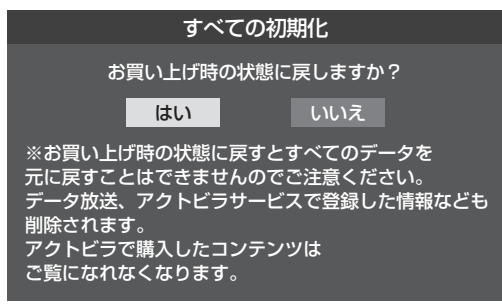 すべての初期化
お買い上げ時の状態に戻しますか？
はい いいえ
※お買い上げ時の状態に戻すとすべてのデータを
元に戻すことはできませんのでご注意ください。
データ放送、アクトビラサービスで登録した情報なども
削除されます。
アクトビラで購入したコンテンツは
ご覧になれなくなります。